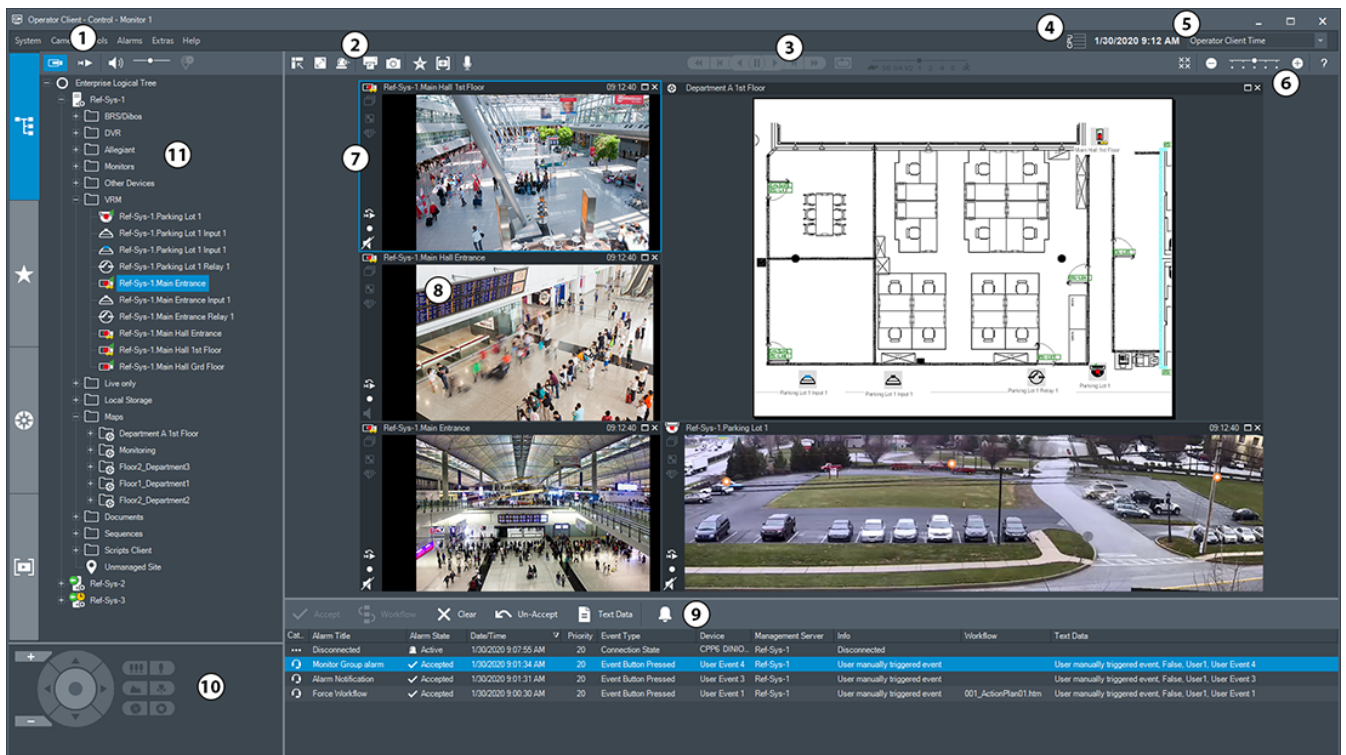 Operator Client - Control - Monitor 1
System Came ols Alarms Extras Help
1
2
3
4
5
1/30/2020 9:12 AM Operator Client Time
6
?
Enterprise Logical Tree
Ref-Sys-1
BRS/Dibos
DVR
Allegiant
11
Monitors
Other Devices
VRM
Ref-Sys-1.Parking Lot 1
Ref-Sys-1.Parking Lot 1 Input 1
Ref-Sys-1.Parking Lot 1 Input 1
Ref-Sys-1.Parking Lot 1 Relay 1
Ref-Sys-1.Main Entrance
Ref-Sys-1.Main Entrance Input 1
Ref-Sys-1.Main Entrance Relay 1
Ref-Sys-1.Main Hall Entrance
Ref-Sys-1.Main Hall 1st Floor
Ref-Sys-1.Main Hall Grd Floor
Live only
Local Storage
Maps
Department A 1st Floor
Monitoring
Floor2_Department3
Floor1_Department1
Floor2_Department2
Documents
Sequences
Scripts Client
Unmanaged Site
Ref-Sys-2
Ref-Sys-3
10
Ref-Sys-1.Main Hall 1st Floor 09:12:40
7
Ref-Sys-1.Main Hall Entrance 09:12:40
8
Ref-Sys-1.Main Entrance 09:12:40
Department A 1st Floor
Main Hall 1st Floor
Parking Lot 1 Input 1
Parking Lot 1 Input 1
Parking Lot 1 Relay 1
Parking Lot 1
Ref-Sys-1.Parking Lot 1 09:12:40
Accept Workflow Clear Un-Accept Text Data 9
Cat.. Alarm Title Alarm State Date/Time Priority Event Type Device Management Server Info Workflow Text Data
Disconnected Active 1/30/2020 9:07:55 AM 20 Connection State CPP6 DINIO... Ref-Sys-1 Disconnected
Monitor Group alarm Accepted 1/30/2020 9:01:34 AM 20 Event Button Pressed User Event 4 Ref-Sys-1 User manually triggered event User manually triggered event, False, User1, User Event 4
Alarm Notification Accepted 1/30/2020 9:01:31 AM 20 Event Button Pressed User Event 3 Ref-Sys-1 User manually triggered event User manually triggered event, False, User1, User Event 3
Force Workflow Accepted 1/30/2020 9:00:30 AM 20 Event Button Pressed User Event 1 Ref-Sys-1 User manually triggered event 001_ActionPlan01.htm User manually triggered event, False, User1, User Event 1